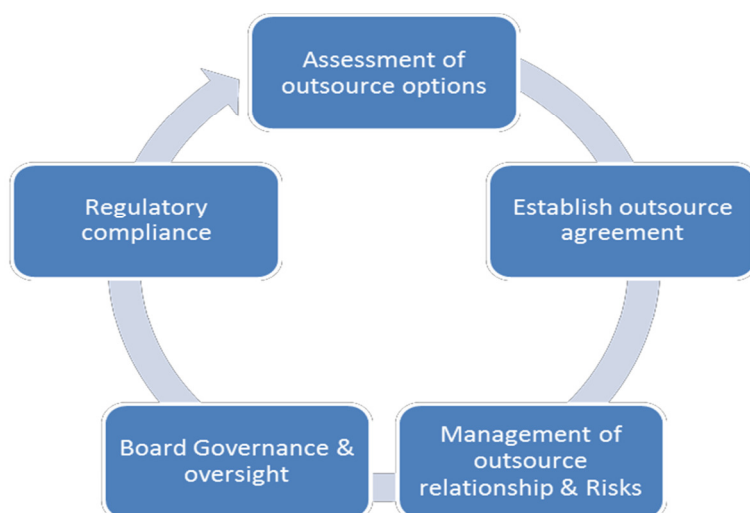 Assessment of
outsource options
Establish outsource
agreement
Management of
outsource
relationship & Risks
Board Governance &
oversight
Regulatory
compliance